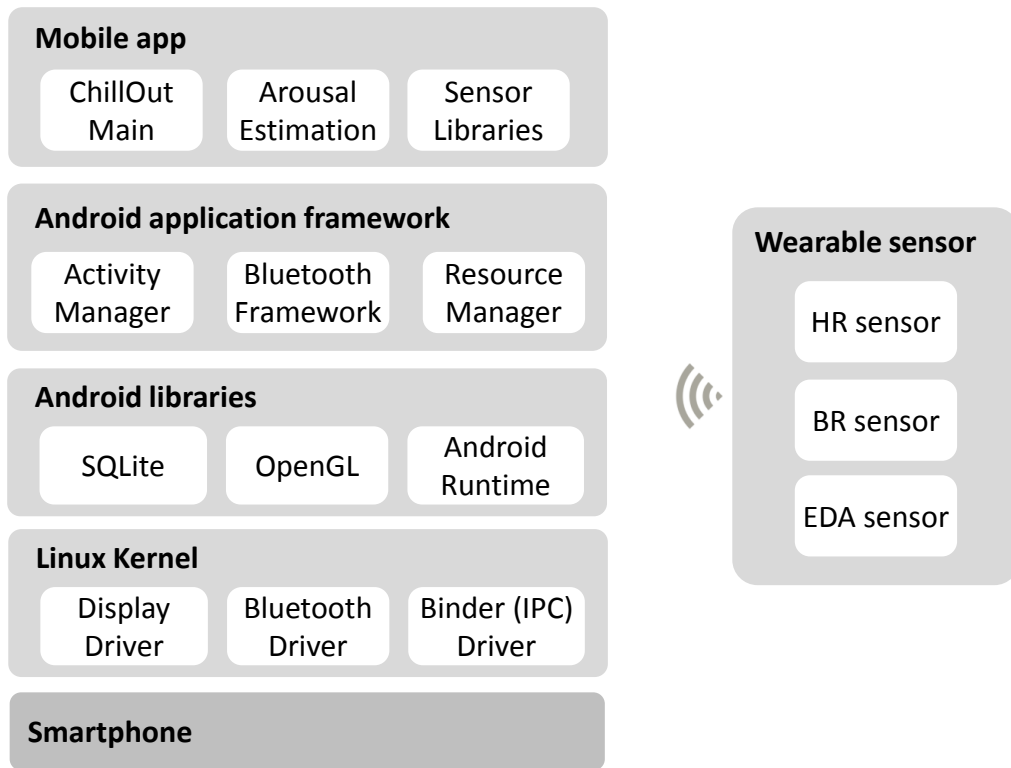 Mobile app
ChillOut
Main
Arousal
Estimation
Sensor
Libraries
Android application framework
Activity
Manager
Bluetooth
Framework
Resource
Manager
Android libraries
SQLite
OpenGL
Android
Runtime
Linux Kernel
Display
Driver
Bluetooth
Driver
Binder (IPC)
Driver
Smartphone
Wearable sensor
HR sensor
BR sensor
EDA sensor